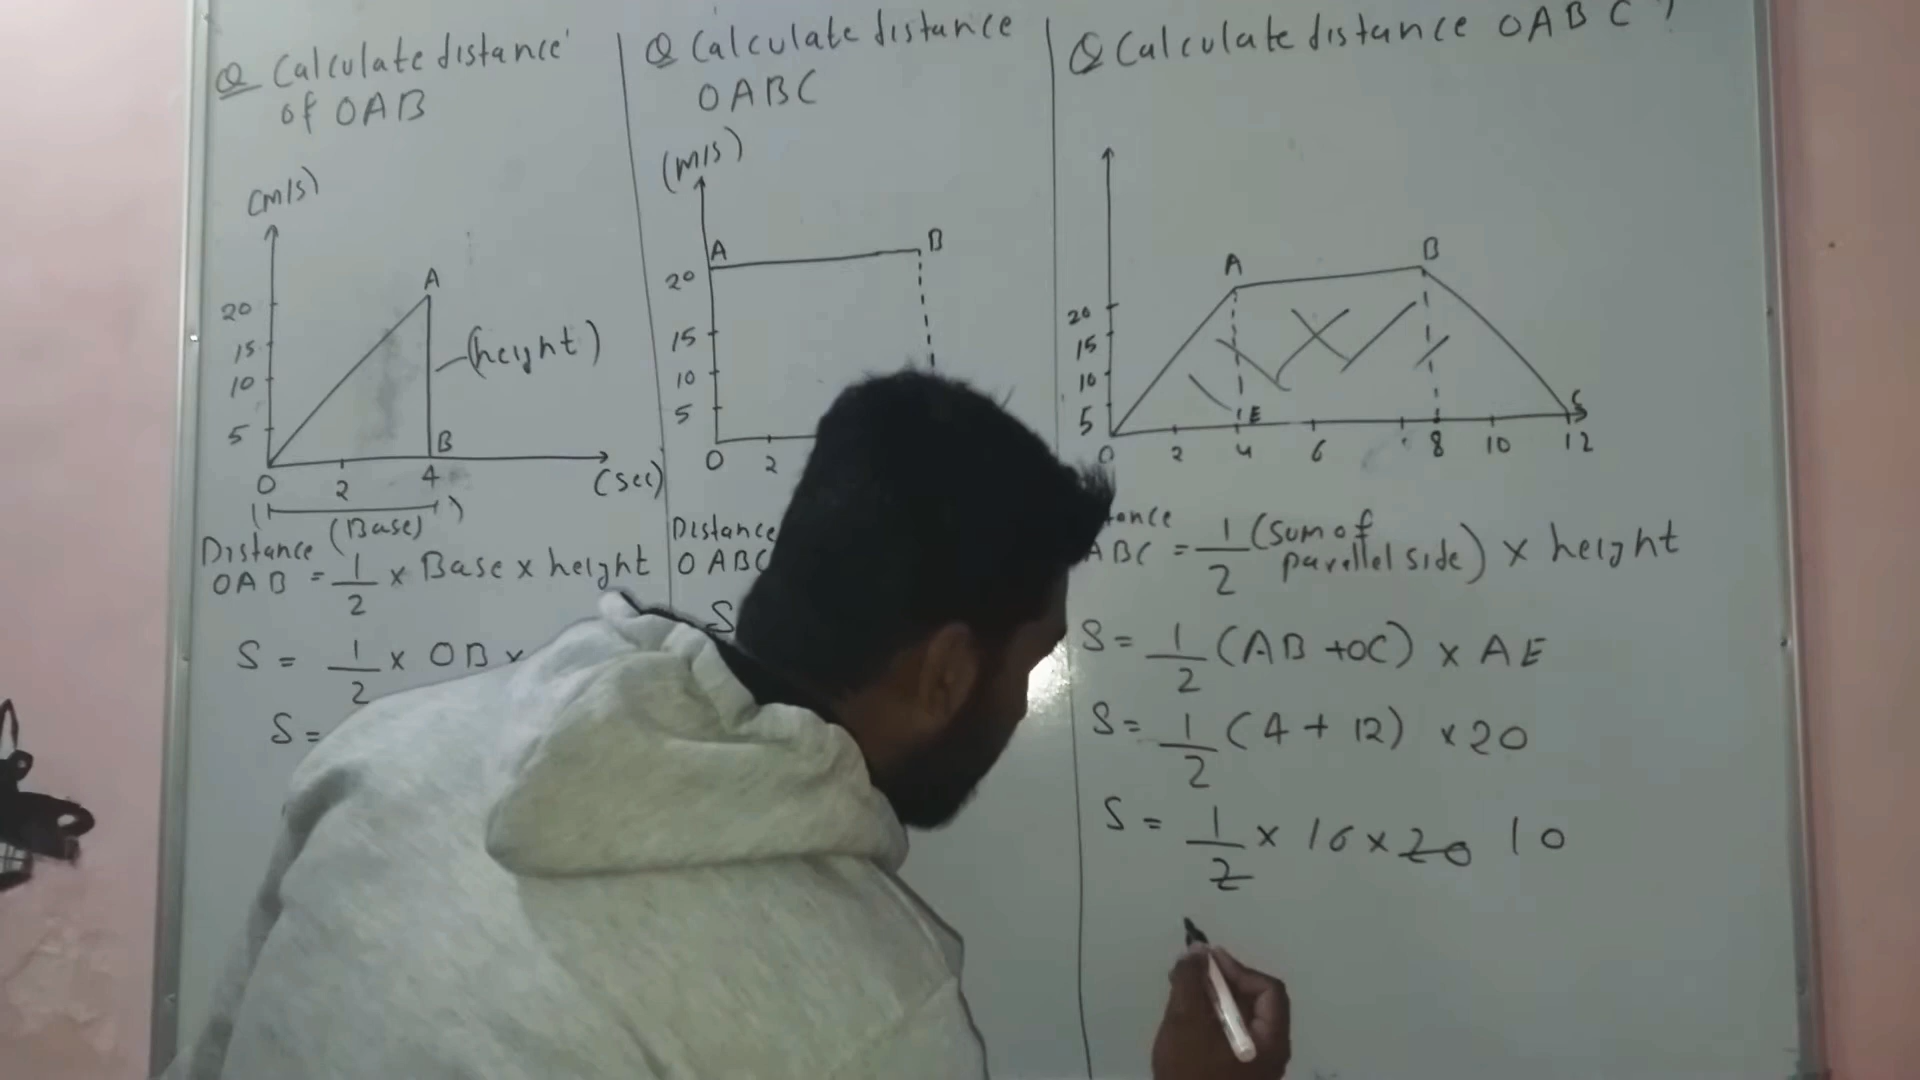 Q Calculate distance
of OAB
(m/s)
A
20
15
10
5
(height)
B
0 2 4
(sec)
(Base)
Distance
OAB = 1/2 × Base × height
S = 1/2 × OB ×
S =
Q Calculate distance
OABC
(m/s)
A B
20
15
10
5
0 2
Distance
OABC
S
Q Calculate distance OABC ?
A B
20
15
10
5
E C
0 2 4 6 8 10 12
ABC = 1/2 (sum of parallel side) × height
S = 1/2 (AB + OC) × AE
S = 1/2 (4 + 12) × 20
S = 1/2 × 16 × 20 10